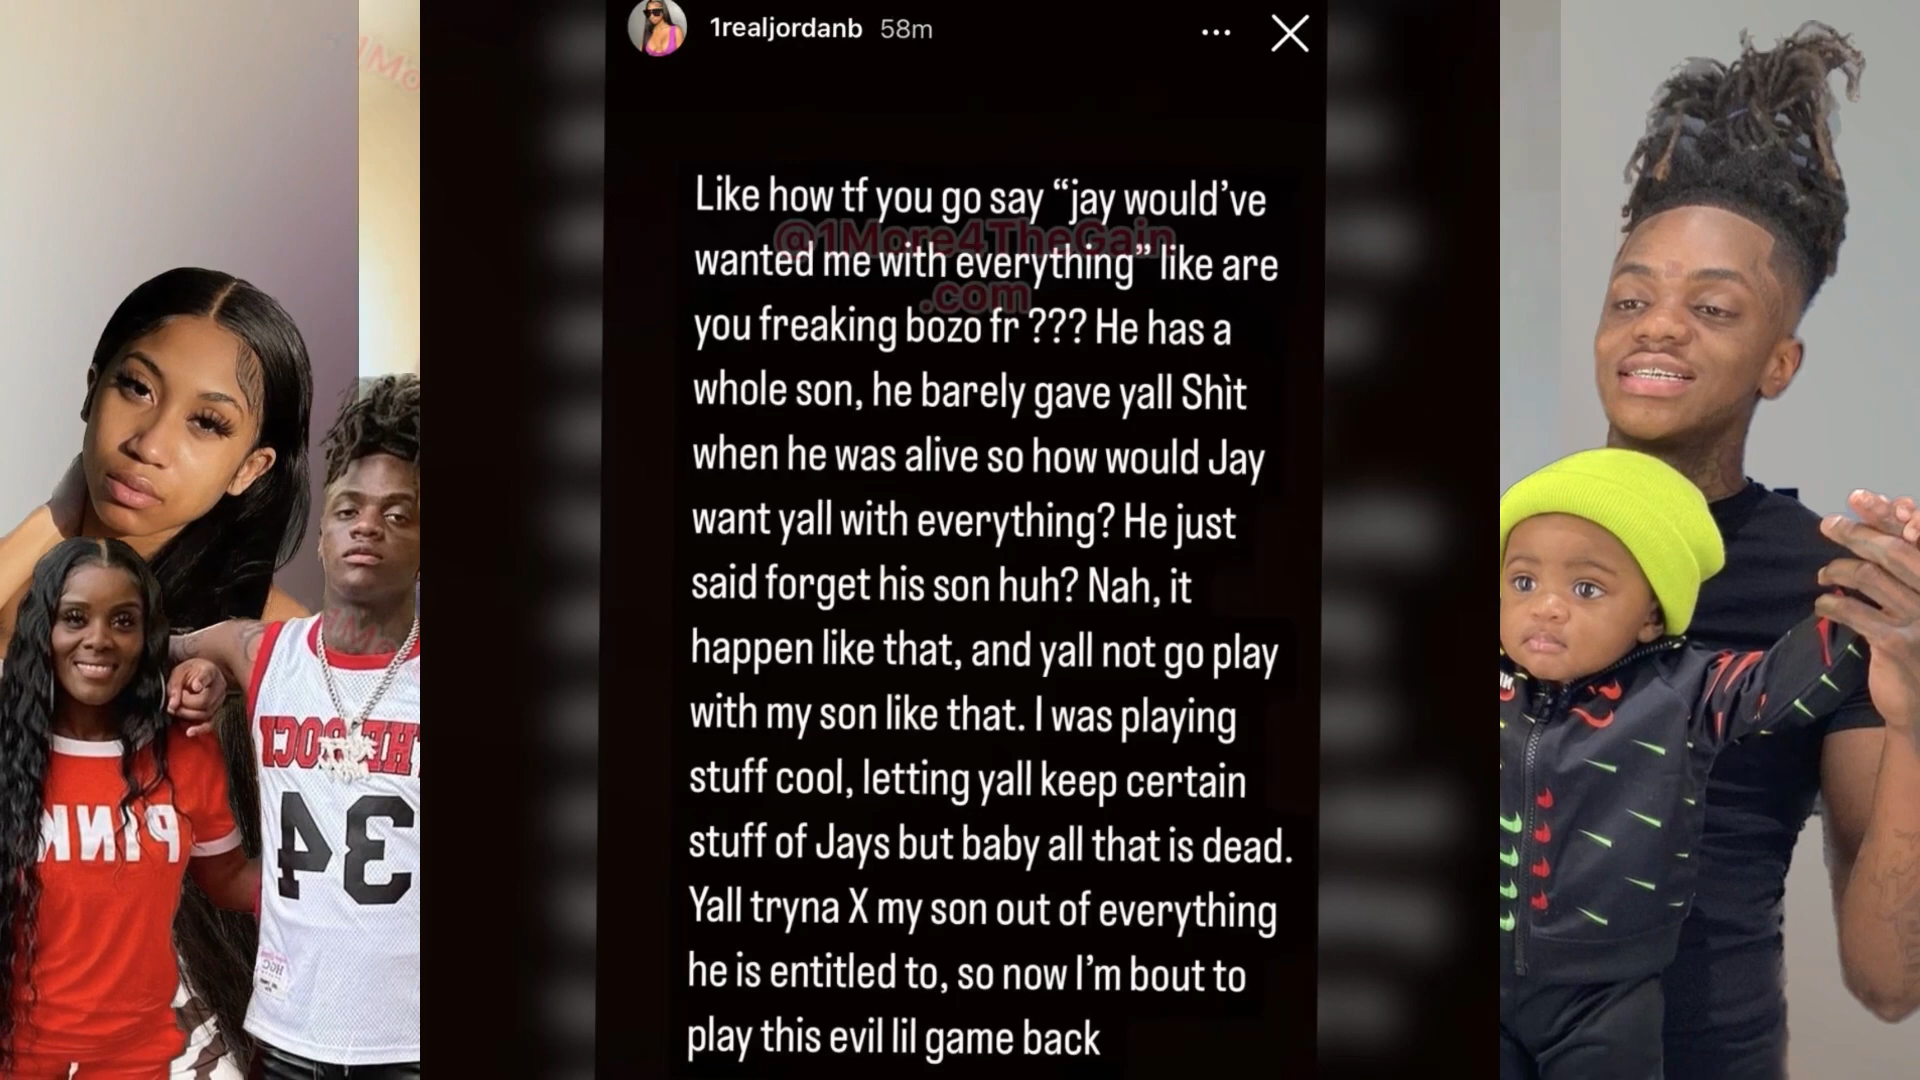 1realjordanb 58m
Like how tf you go say “jay would’ve
@1More4TheGain
wanted me with everything” like are
.com
you freaking bozo fr ??? He has a
whole son, he barely gave yall Shìt
when he was alive so how would Jay
want yall with everything? He just
said forget his son huh? Nah, it
happen like that, and yall not go play
with my son like that. I was playing
stuff cool, letting yall keep certain
stuff of Jays but baby all that is dead.
Yall tryna X my son out of everything
he is entitled to, so now I’m bout to
play this evil lil game back
PINK
34